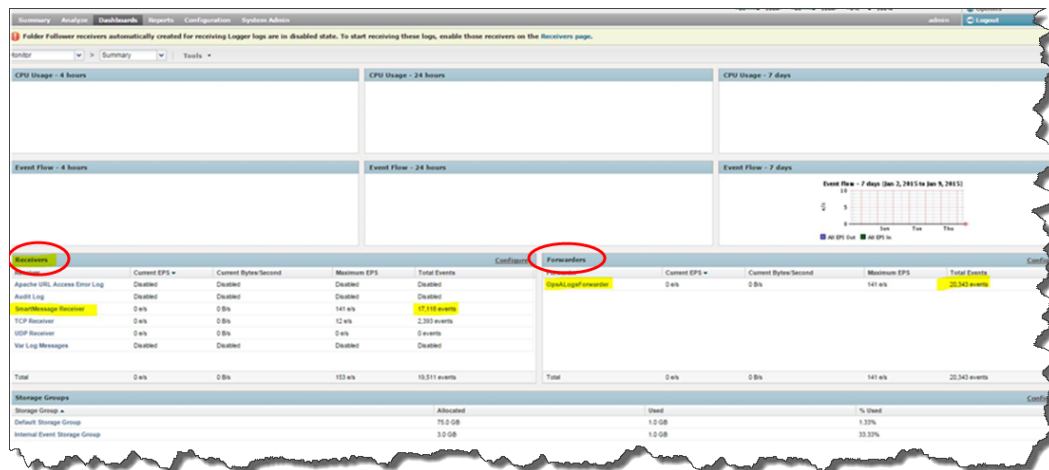 Summary Analyze Dashboards Reports Configuration System Admin admin Logout
Folder Follower receivers automatically created for receiving Logger logs are in disabled state. To start receiving these logs, enable those receivers on the Receivers page.
Monitor > Summary Tools
CPU Usage - 4 hours CPU Usage - 24 hours CPU Usage - 7 days
Event Flow - 4 hours Event Flow - 24 hours Event Flow - 7 days
Event Flow - 7 days (Jan 2, 2015 to Jan 9, 2015)
10
e/s
5
0
Sun Tue Thu
All EPS Out All EPS In
Receivers Configure Forwarders
Receiver Current EPS Current Bytes/Second Maximum EPS Total Events Forwarder Current EPS Current Bytes/Second Maximum EPS Total Events
Apache URL Access Error Log Disabled Disabled Disabled Disabled OpsALogsForwarder 0 e/s 0 B/s 141 e/s 20,343 events
Audit Log Disabled Disabled Disabled Disabled
SmartMessage Receiver 0 e/s 0 B/s 141 e/s 17,118 events
TCP Receiver 0 e/s 0 B/s 12 e/s 2,393 events
UDP Receiver 0 e/s 0 B/s 0 e/s 0 events
Var Log Messages Disabled Disabled Disabled Disabled
Total 0 e/s 0 B/s 153 e/s 19,511 events Total 0 e/s 0 B/s 141 e/s 20,343 events
Storage Groups
Storage Group Allocated Used % Used
Default Storage Group 75.0 GB 1.0 GB 1.33%
Internal Event Storage Group 3.0 GB 1.0 GB 33.33%